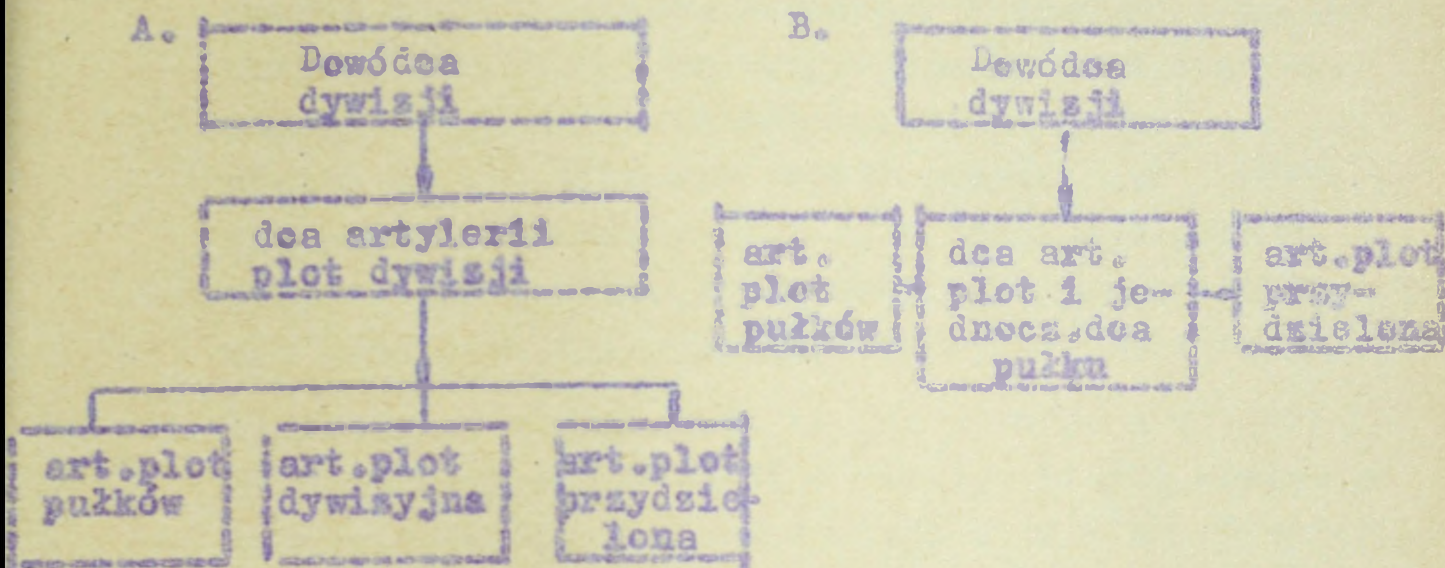 A.
Dowódca
dywizji
dca artylerii
plot dywizji
art.plot
pułków
art.plot
dywizyjna
art.plot
przydzie-
lona
B.
Dowódca
dywizji
art.
plot
pułków
dca art.
plot i je-
dnocz.dca
pułku
art.plot
przy-
dzielona